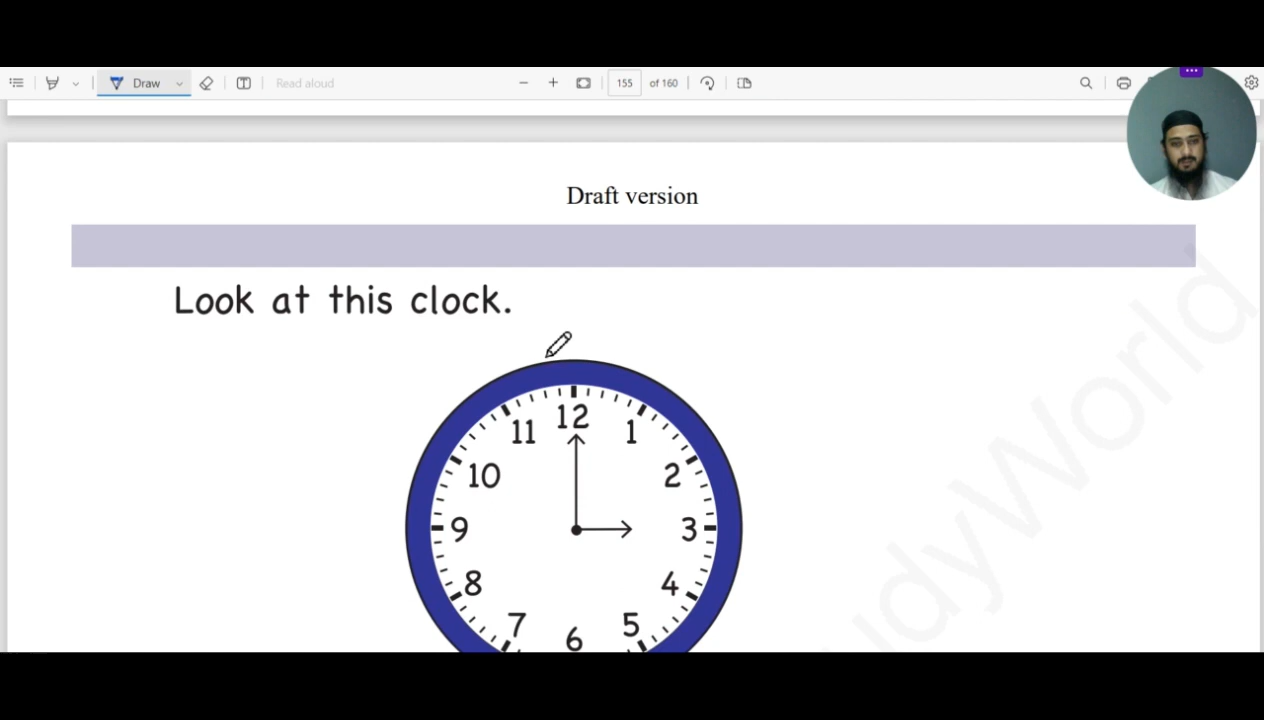 Draw
Read aloud
155 of 160
Draft version
Look at this clock.
12
11 1
10 2
9 3
8 4
7 5
6
udyWorld